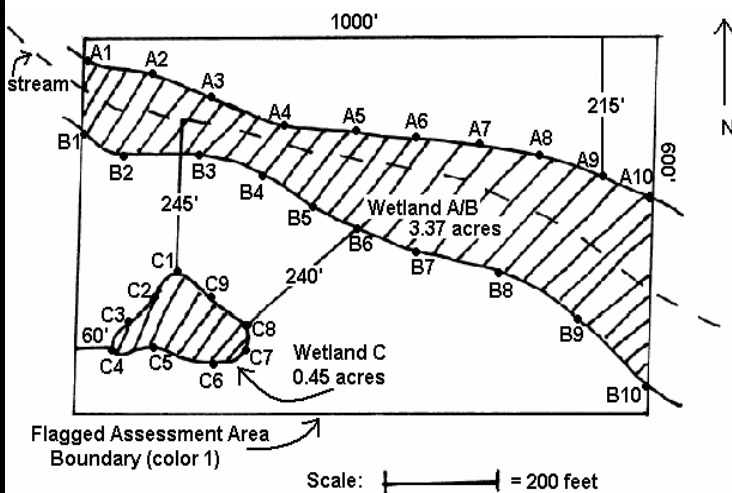 1000'
A1
A2
A3
A4
A5
A6
A7
A8
A9
A10
stream
215'
N
600'
B1
B2
B3
B4
B5
B6
B7
B8
B9
B10
Wetland A/B
3.37 acres
245'
240'
C1
C2
C3
C4
C5
C6
C7
C8
C9
60'
Wetland C
0.45 acres
Flagged Assessment Area
Boundary (color 1)
Scale: = 200 feet